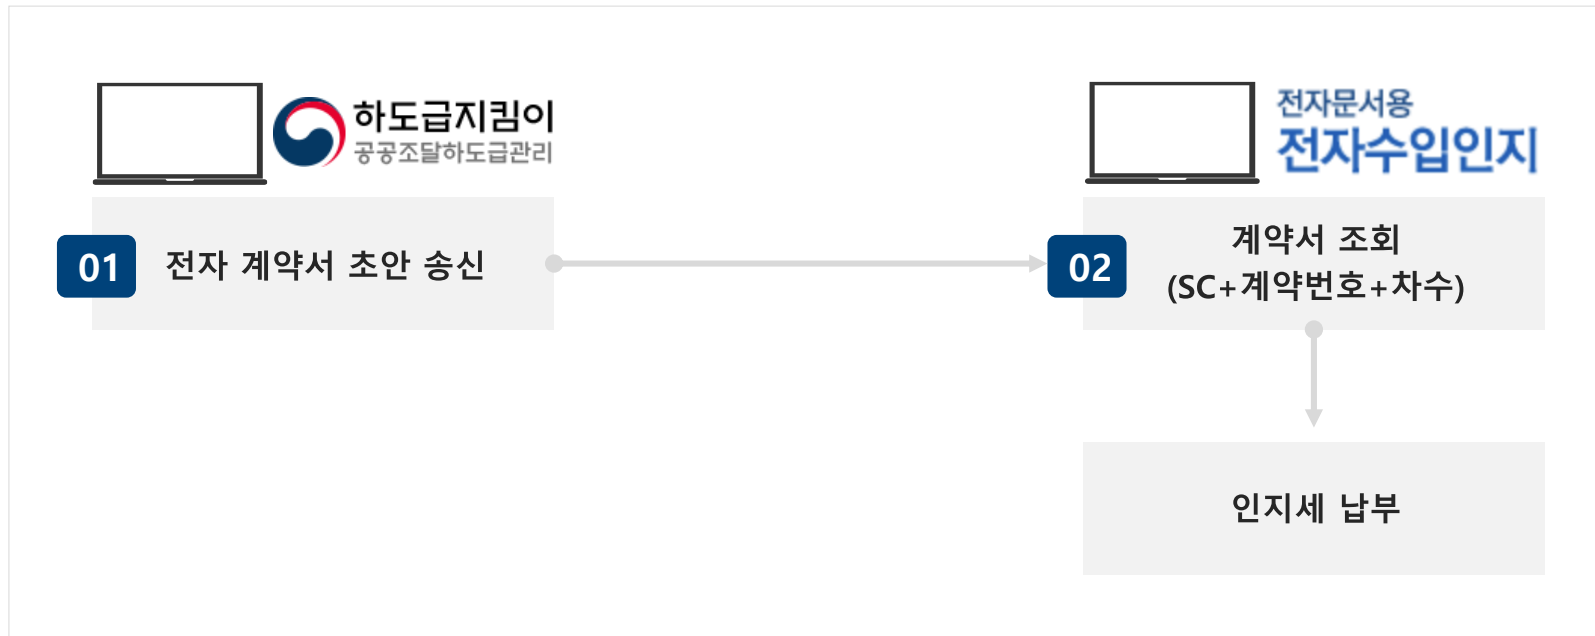 하도급지킴이
공공조달하도급관리
전자문서용
전자수입인지
01
전자 계약서 초안 송신
02
계약서 조회
(SC+계약번호+차수)
인지세 납부